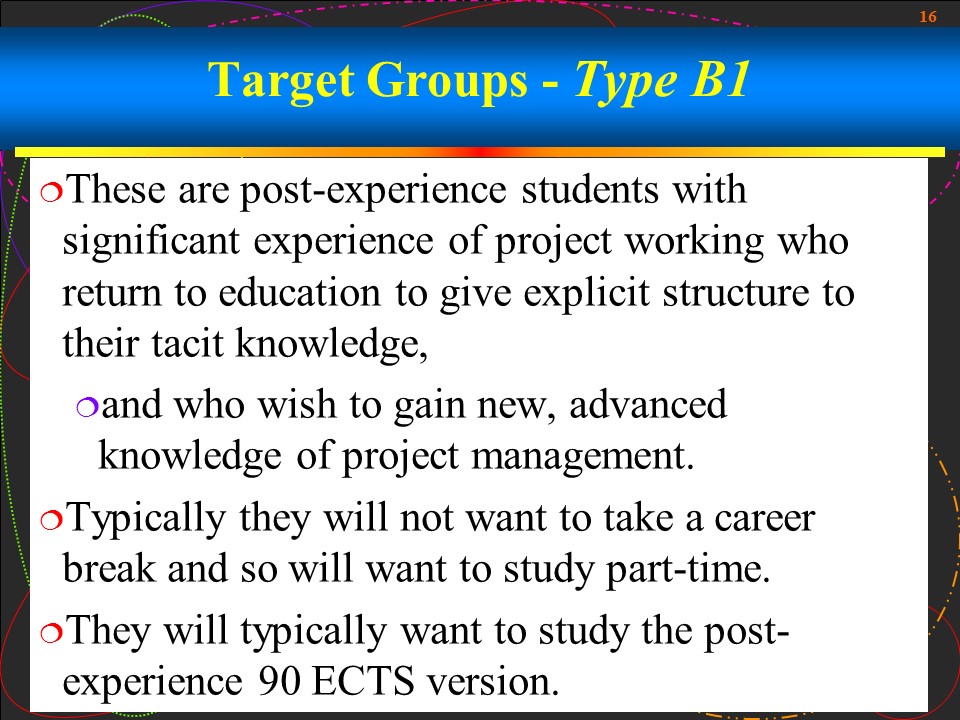 16
Target Groups - Type B1
These are post-experience students with
significant experience of project working who
return to education to give explicit structure to
their tacit knowledge,
and who wish to gain new, advanced
knowledge of project management.
Typically they will not want to take a career
break and so will want to study part-time.
They will typically want to study the post-
experience 90 ECTS version.